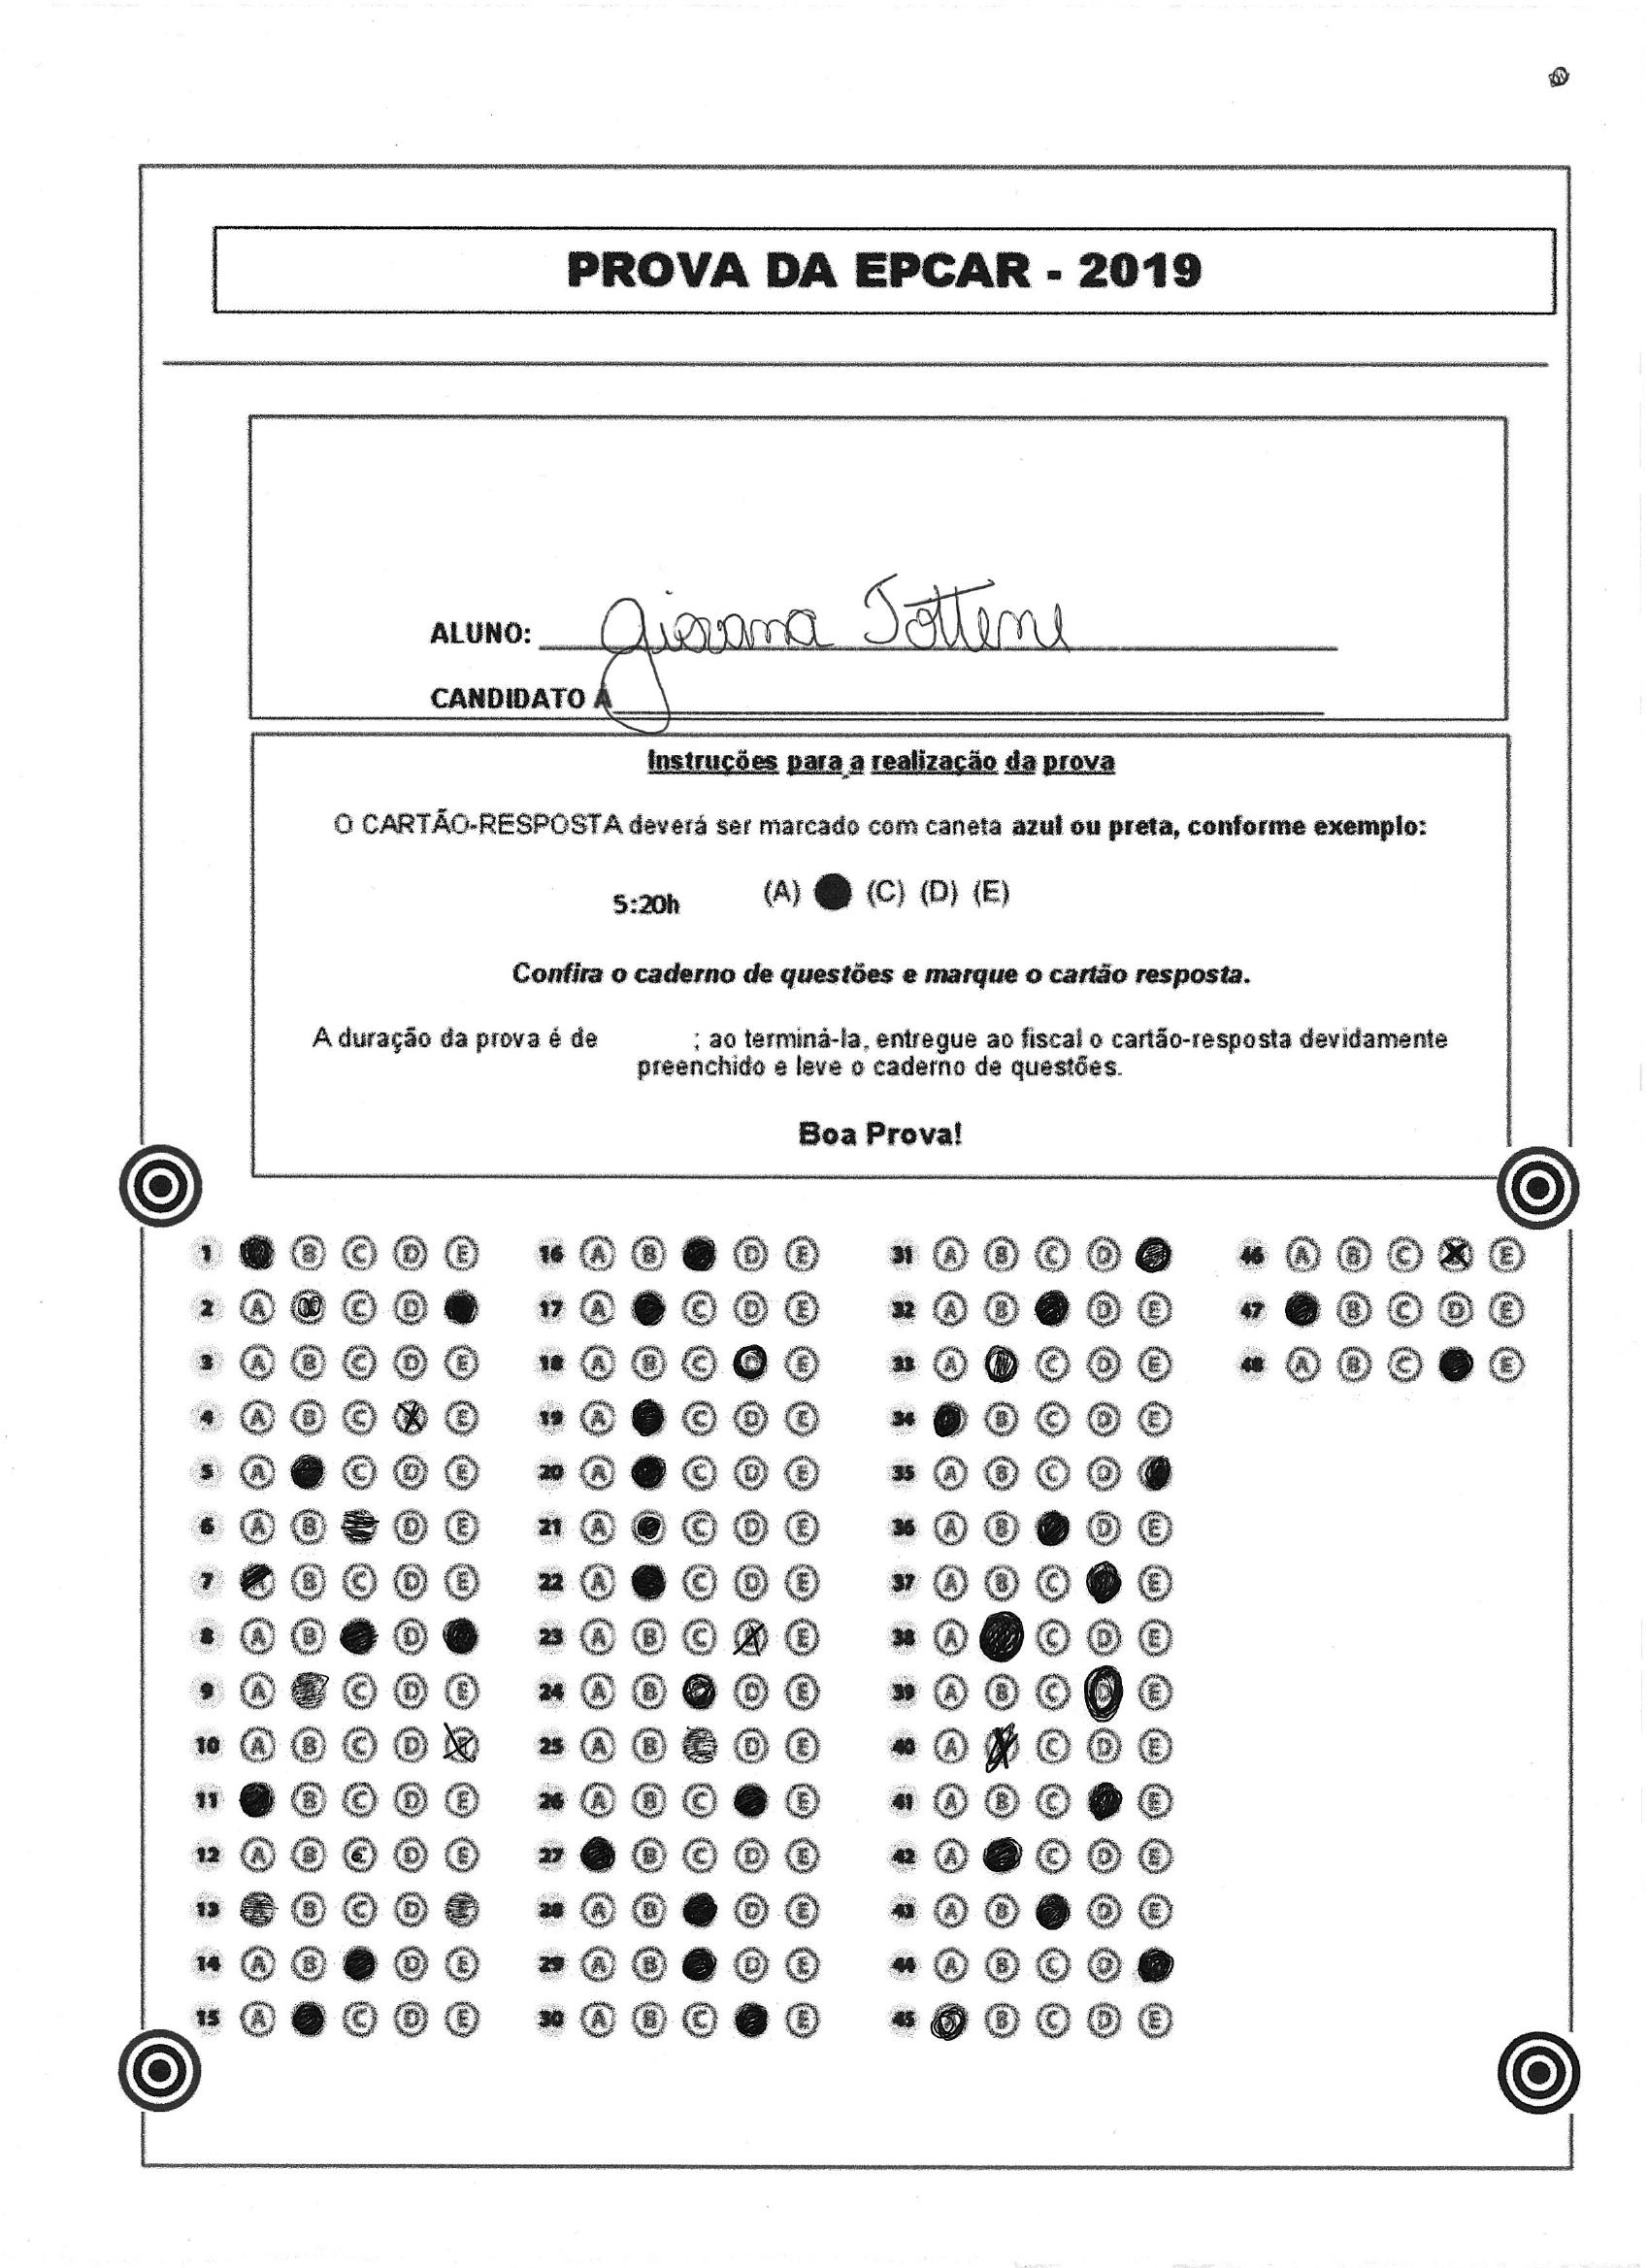 PROVA DA EPCAR - 2019
ALUNO: Giovana Tottene
CANDIDATO A
Instruções para a realização da prova
O CARTÃO-RESPOSTA deverá ser marcado com caneta azul ou preta, conforme exemplo:
5:20h (A) (C) (D) (E)
Confira o caderno de questões e marque o cartão resposta.
A duração da prova é de ; ao terminá-la, entregue ao fiscal o cartão-resposta devidamente
preenchido e leve o caderno de questões.
Boa Prova!
1 B C D E 16 A B D E 31 A B C D 46 A B C E
2 A C D 17 A C D E 32 A B D E 47 B C D E
3 A B C D E 18 A B C D E 33 A C D E 48 A B C E
4 A B C E 19 A C D E 34 B C D E
5 A C D E 20 A C D E 35 A B C D
6 A B D E 21 A C D E 36 A B D E
7 A B C D E 22 A C D E 37 A B C E
8 A B D 23 A B C E 38 A C D E
9 A C D E 24 A B D E 39 A B C D E
10 A B C D 25 A B D E 40 A C D E
11 B C D E 26 A B C E 41 A B C E
12 A B C D E 27 B C D E 42 A C D E
13 B C D 28 A B D E 43 A B D E
14 A B D E 29 A B D E 44 A B C D
15 A C D E 30 A B C E 45 B C D E